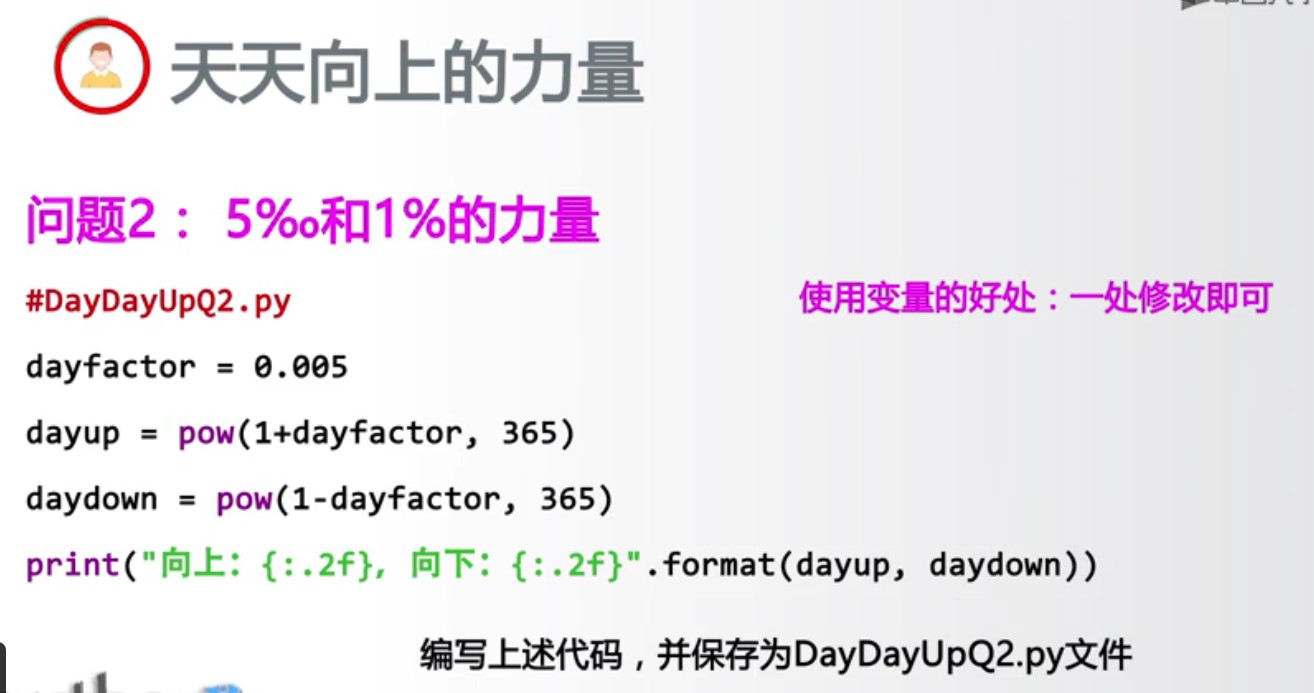 天天向上的力量
问题2： 5‰和1%的力量
#DayDayUpQ2.py
使用变量的好处：一处修改即可
dayfactor = 0.005
dayup = pow(1+dayfactor, 365)
daydown = pow(1-dayfactor, 365)
print("向上：{:.2f}, 向下：{:.2f}".format(dayup, daydown))
编写上述代码，并保存为DayDayUpQ2.py文件